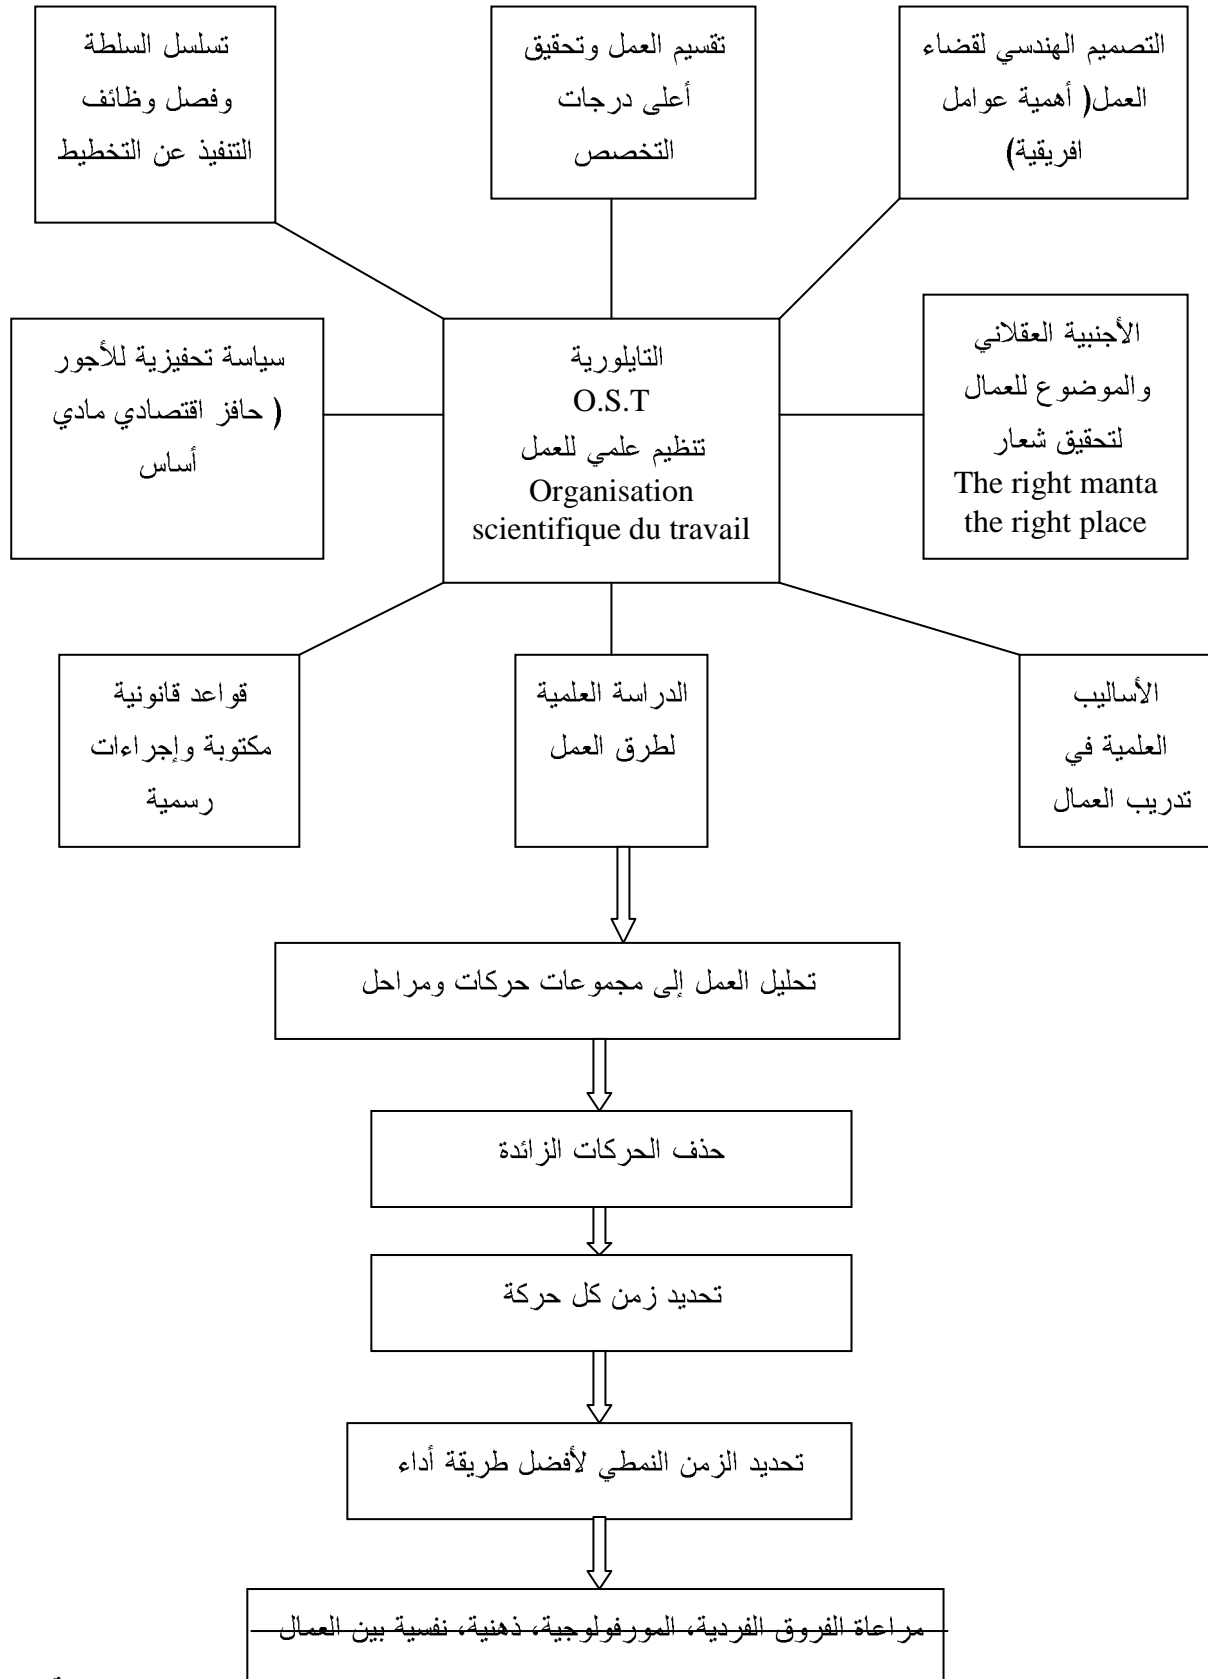 التصميم الهندسي لقضاء
العمل( أهمية عوامل
افريقية)
تقسيم العمل وتحقيق
أعلى درجات
التخصص
تسلسل السلطة
وفصل وظائف
التنفيذ عن التخطيط
الأجنبية العقلاني
والموضوع للعمال
لتحقيق شعار
The right manta
the right place
التايلورية
O.S.T
تنظيم علمي للعمل
Organisation
scientifique du travail
سياسة تحفيزية للأجور
( حافز اقتصادي مادي
أساس
الأساليب
العلمية في
تدريب العمال
الدراسة العلمية
لطرق العمل
قواعد قانونية
مكتوبة وإجراءات
رسمية
تحليل العمل إلى مجموعات حركات ومراحل
حذف الحركات الزائدة
تحديد زمن كل حركة
تحديد الزمن النمطي لأفضل طريقة أداء
مراعاة الفروق الفردية، المورفولوجية، ذهنية، نفسية بين العمال